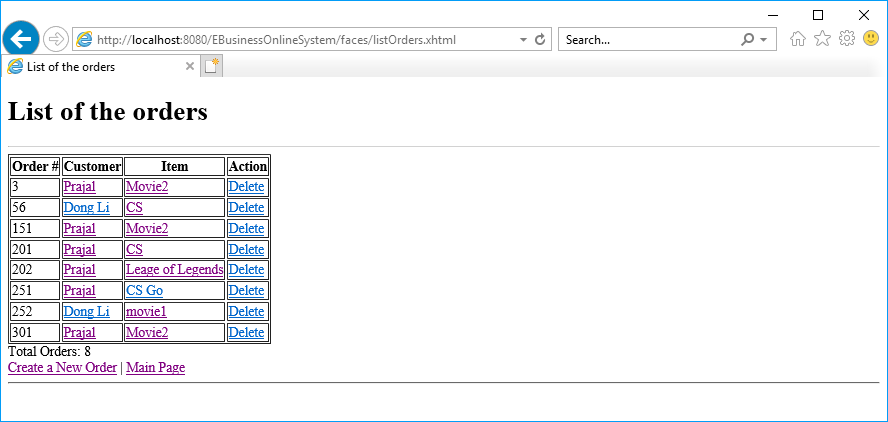 http://localhost:8080/EBusinessOnlineSystem/faces/listOrders.xhtml Search...
List of the orders
List of the orders
Order # Customer Item Action
3 Prajal Movie2 Delete
56 Dong Li CS Delete
151 Prajal Movie2 Delete
201 Prajal CS Delete
202 Prajal Leage of Legends Delete
251 Prajal CS Go Delete
252 Dong Li movie1 Delete
301 Prajal Movie2 Delete
Total Orders: 8
Create a New Order | Main Page